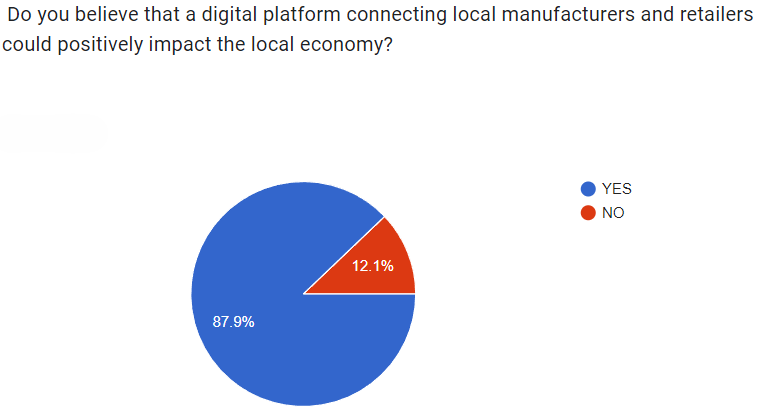 Do you believe that a digital platform connecting local manufacturers and retailers
could positively impact the local economy?
YES
NO
12.1%
87.9%